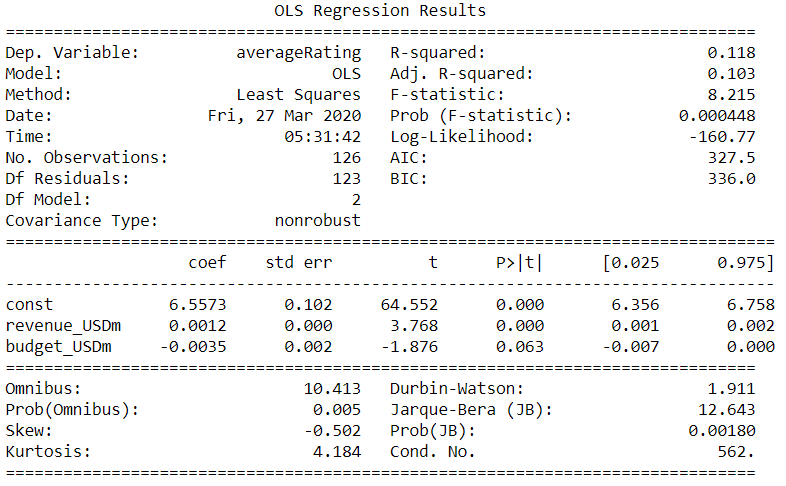 OLS Regression Results
==============================================================================
Dep. Variable: averageRating R-squared: 0.118
Model: OLS Adj. R-squared: 0.103
Method: Least Squares F-statistic: 8.215
Date: Fri, 27 Mar 2020 Prob (F-statistic): 0.000448
Time: 05:31:42 Log-Likelihood: -160.77
No. Observations: 126 AIC: 327.5
Df Residuals: 123 BIC: 336.0
Df Model: 2
Covariance Type: nonrobust
================================================================================
coef std err t P>|t| [0.025 0.975]
--------------------------------------------------------------------------------
const 6.5573 0.102 64.552 0.000 6.356 6.758
revenue_USDm 0.0012 0.000 3.768 0.000 0.001 0.002
budget_USDm -0.0035 0.002 -1.876 0.063 -0.007 0.000
==============================================================================
Omnibus: 10.413 Durbin-Watson: 1.911
Prob(Omnibus): 0.005 Jarque-Bera (JB): 12.643
Skew: -0.502 Prob(JB): 0.00180
Kurtosis: 4.184 Cond. No. 562.
==============================================================================